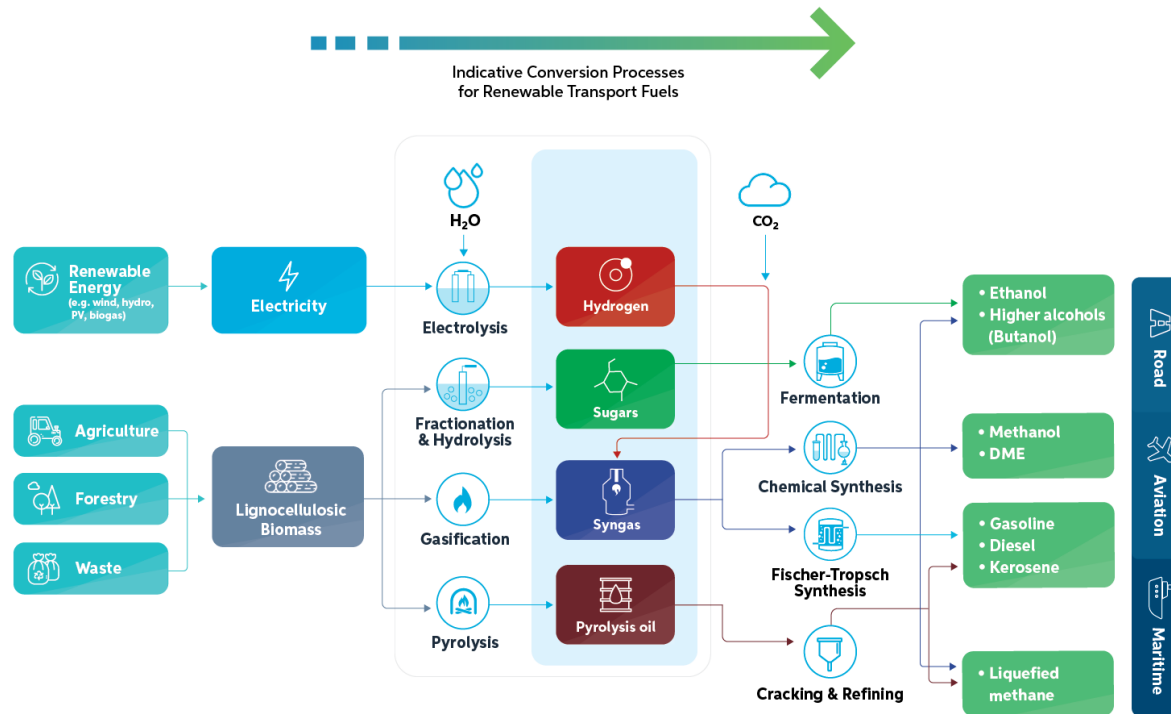 Indicative Conversion Processes
for Renewable Transport Fuels
H₂O
CO₂
Renewable
Energy
(e.g. wind, hydro,
PV, biogas)
Electricity
Electrolysis
Hydrogen
• Ethanol
• Higher alcohols
(Butanol)
Road
Agriculture
Fractionation
& Hydrolysis
Sugars
Fermentation
Forestry
Lignocellulosic
Biomass
Gasification
Syngas
Chemical Synthesis
• Methanol
• DME
Aviation
Waste
Fischer-Tropsch
Synthesis
• Gasoline
• Diesel
• Kerosene
Pyrolysis
Pyrolysis oil
Cracking & Refining
• Liquefied
methane
Maritime